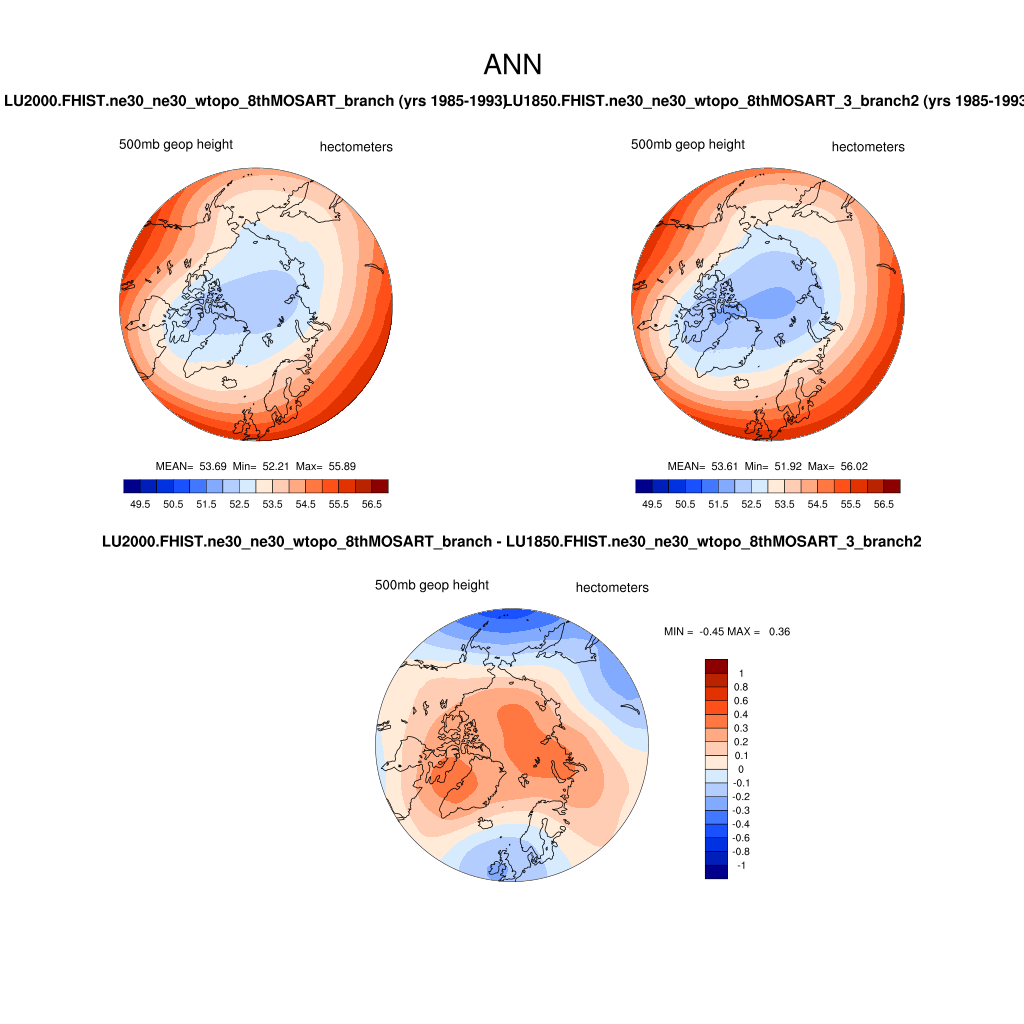 ANN
LU2000.FHIST.ne30_ne30_wtopo_8thMOSART_branch (yrs 1985-1993)
LU1850.FHIST.ne30_ne30_wtopo_8thMOSART_3_branch2 (yrs 1985-1993
500mb geop height hectometers
500mb geop height hectometers
MEAN= 53.69 Min= 52.21 Max= 55.89
MEAN= 53.61 Min= 51.92 Max= 56.02
49.5 50.5 51.5 52.5 53.5 54.5 55.5 56.5
49.5 50.5 51.5 52.5 53.5 54.5 55.5 56.5
LU2000.FHIST.ne30_ne30_wtopo_8thMOSART_branch - LU1850.FHIST.ne30_ne30_wtopo_8thMOSART_3_branch2
500mb geop height hectometers
MIN = -0.45 MAX = 0.36
1
0.8
0.6
0.4
0.3
0.2
0.1
0
-0.1
-0.2
-0.3
-0.4
-0.6
-0.8
-1